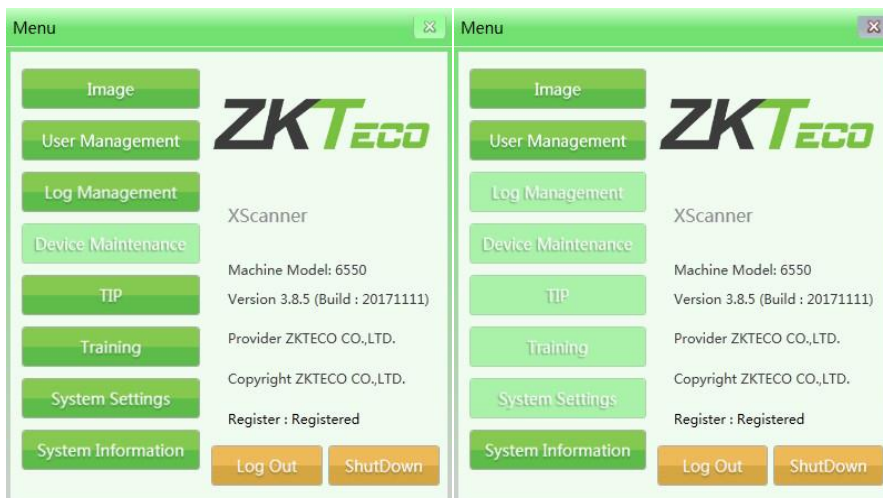 Menu
Image
User Management
Log Management
Device Maintenance
TIP
Training
System Settings
System Information
ZKTECO
XScanner
Machine Model: 6550
Version 3.8.5 (Build : 20171111)
Provider ZKTECO CO.,LTD.
Copyright ZKTECO CO.,LTD.
Register : Registered
Log Out
ShutDown
Menu
Image
User Management
Log Management
Device Maintenance
TIP
Training
System Settings
System Information
ZKTECO
XScanner
Machine Model: 6550
Version 3.8.5 (Build : 20171111)
Provider ZKTECO CO.,LTD.
Copyright ZKTECO CO.,LTD.
Register : Registered
Log Out
ShutDown